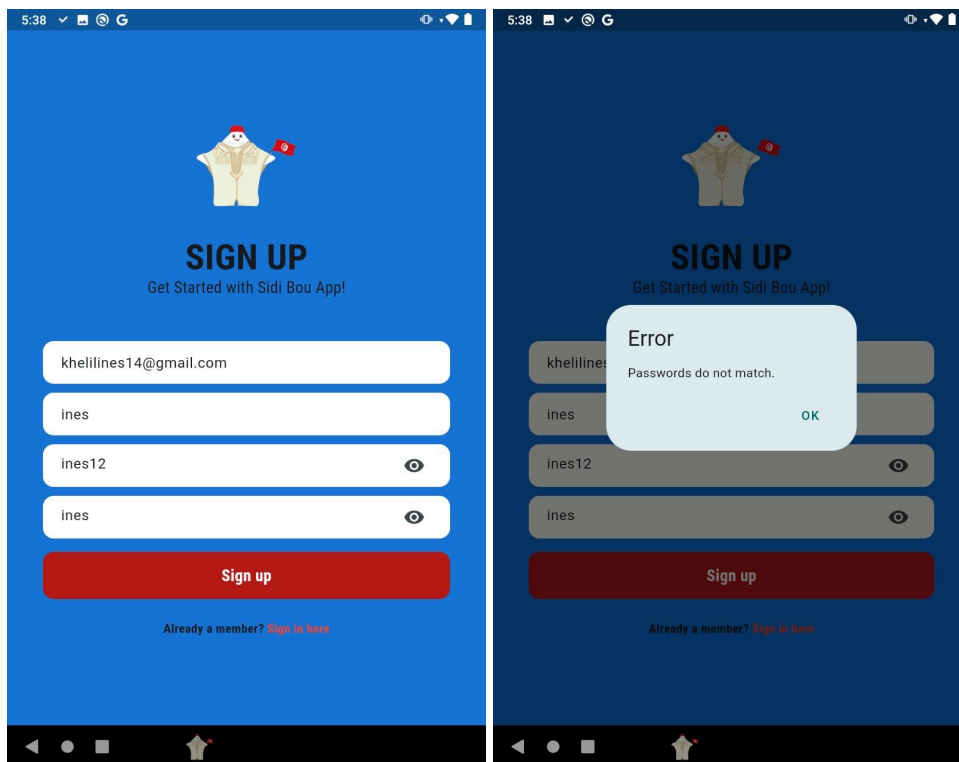 5:38
SIGN UP
Get Started with Sidi Bou App!
khelilines14@gmail.com
ines
ines12
ines
Sign up
Already a member? Sign in here
5:38
SIGN UP
Get Started with Sidi Bou App!
Error
Passwords do not match.
OK
khelilines
ines
ines12
ines
Sign up
Already a member? Sign in here